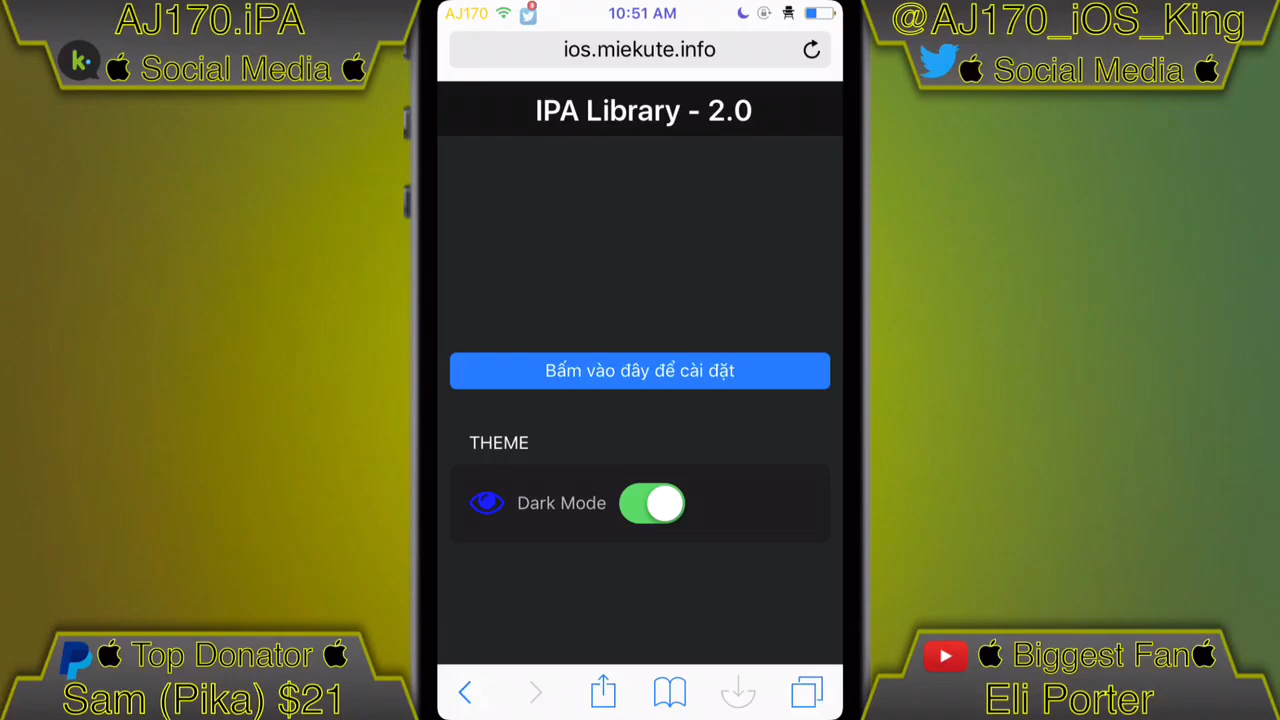 AJ170.iPA
Social Media
@AJ170_iOS_King
Social Media
AJ170
8
10:51 AM
ios.miekute.info
IPA Library - 2.0
Bấm vào đây để cài đặt
THEME
Dark Mode
Top Donator
Sam (Pika) $21
Biggest Fan
Eli Porter